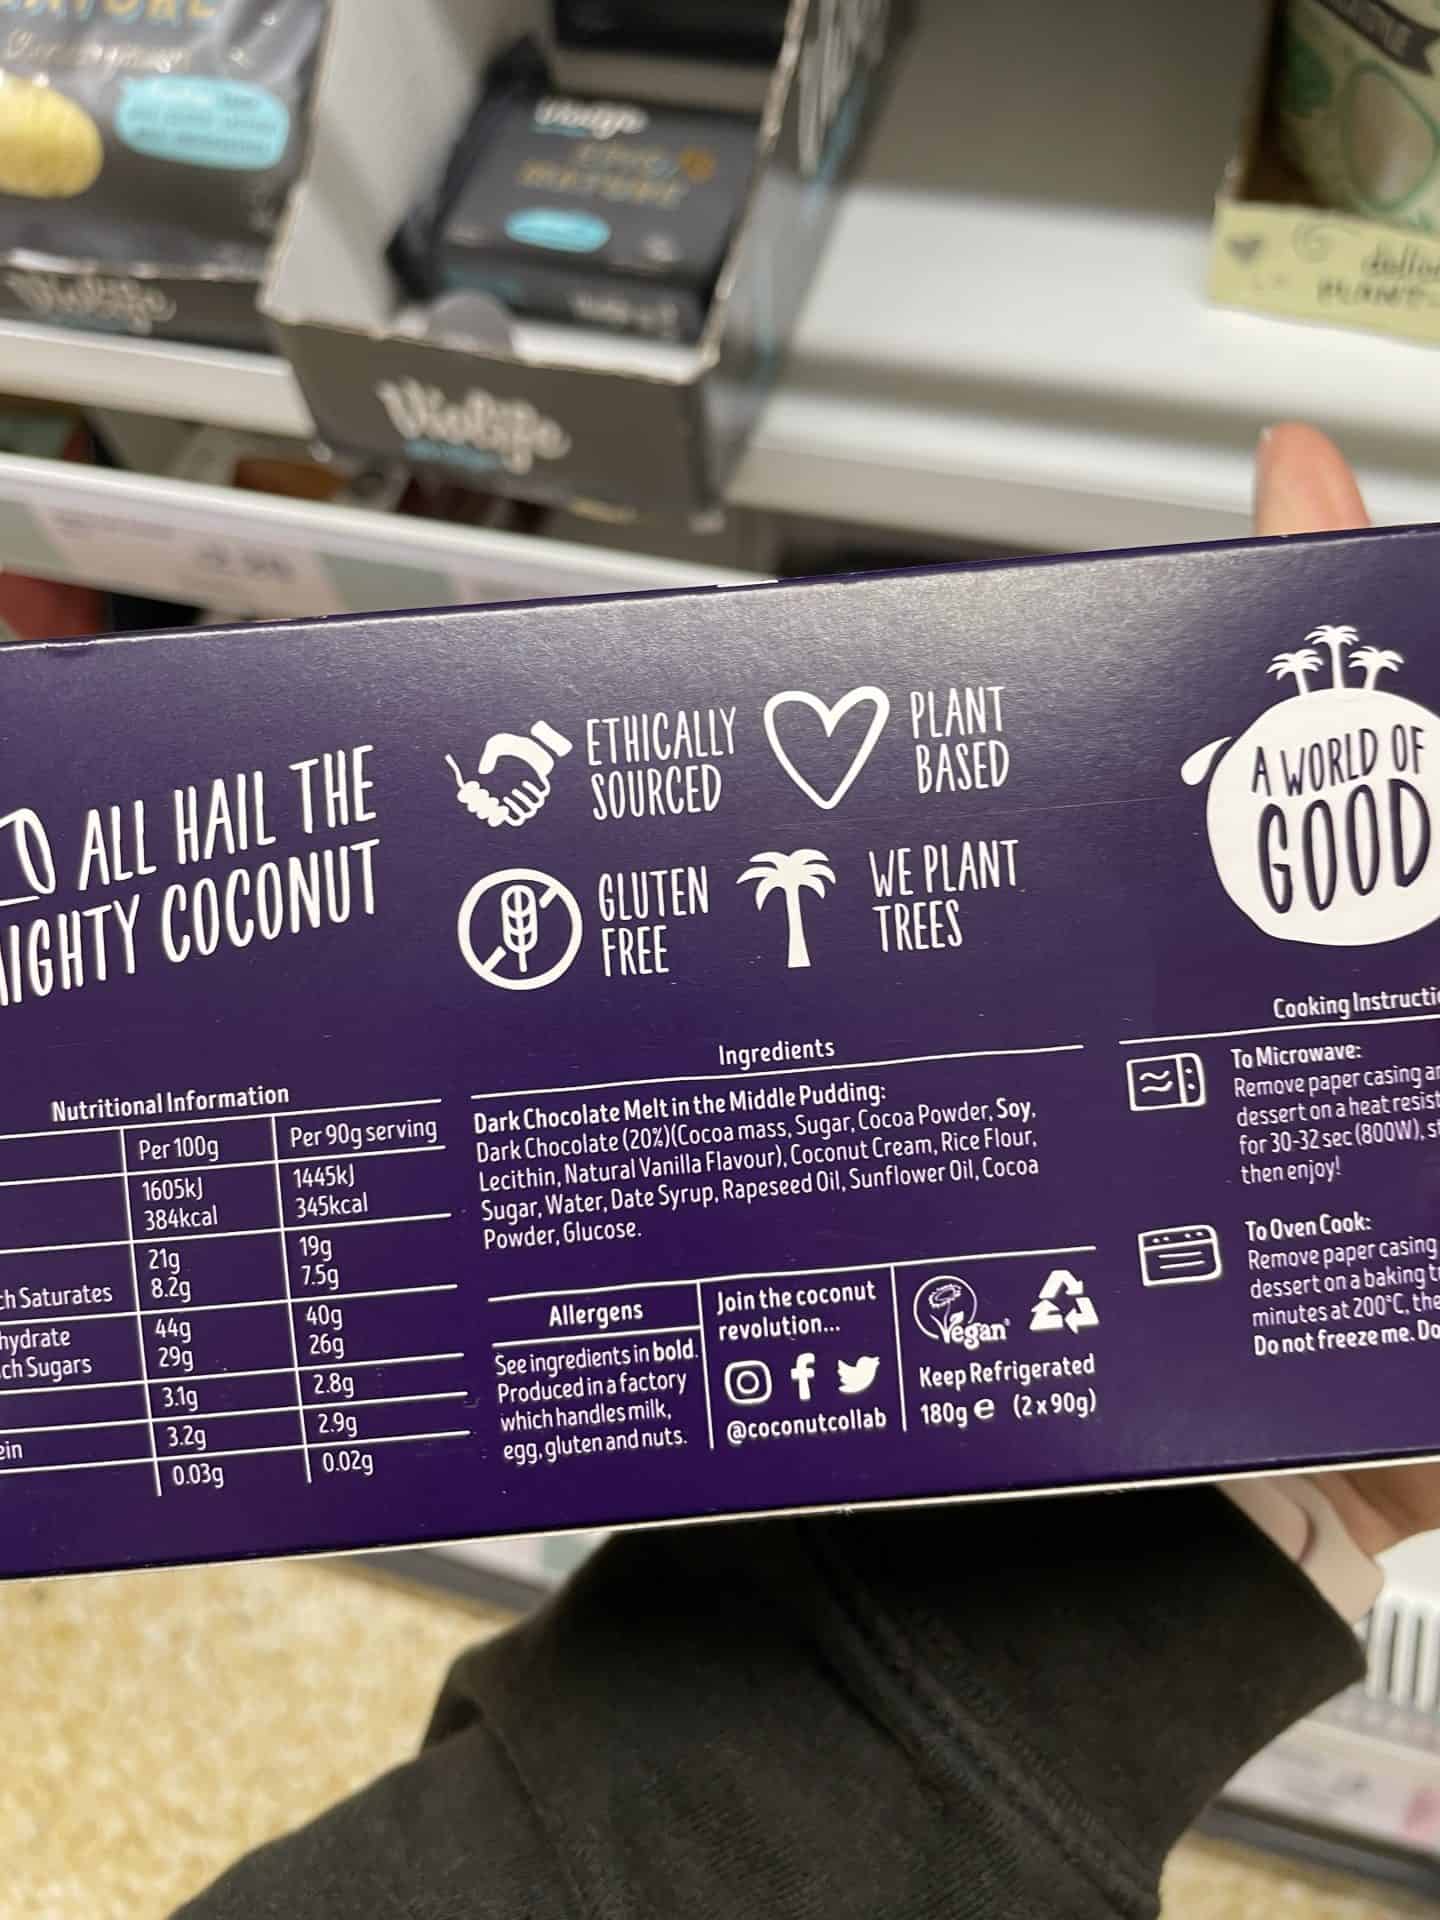 Violife
Violife
NATURE
Violife
PLANT-
ALL HAIL THE
IGHTY COCONUT
ETHICALLY
SOURCED
PLANT
BASED
GLUTEN
FREE
WE PLANT
TREES
A WORLD OF
GOOD
Nutritional Information
Per 100g Per 90g serving
1605kJ 1445kJ
384kcal 345kcal
21g 19g
ch Saturates 8.2g 7.5g
hydrate 44g 40g
ch Sugars 29g 26g
3.1g 2.8g
ein 3.2g 2.9g
0.03g 0.02g
Ingredients
Dark Chocolate Melt in the Middle Pudding:
Dark Chocolate (20%)(Cocoa mass, Sugar, Cocoa Powder, Soy,
Lecithin, Natural Vanilla Flavour), Coconut Cream, Rice Flour,
Sugar, Water, Date Syrup, Rapeseed Oil, Sunflower Oil, Cocoa
Powder, Glucose.
Allergens
See ingredients in bold.
Produced in a factory
which handles milk,
egg, gluten and nuts.
Join the coconut
revolution...
@coconutcollab
Vegan
Keep Refrigerated
180g e (2 x 90g)
Cooking Instructi
To Microwave:
Remove paper casing an
dessert on a heat resist
for 30-32 sec (800W), st
then enjoy!
To Oven Cook:
Remove paper casing
dessert on a baking t
minutes at 200°C, the
Do not freeze me. Do